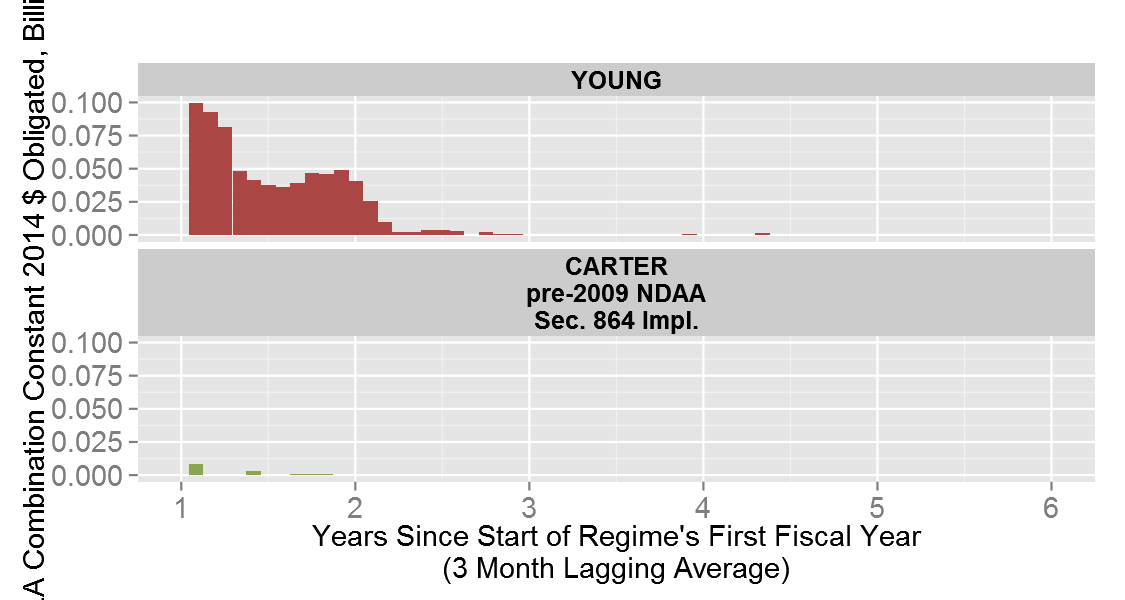 YOUNG
0.100
0.075
0.050
0.025
0.000
CARTER
pre-2009 NDAA
Sec. 864 Impl.
0.100
0.075
0.050
0.025
0.000
1 2 3 4 5 6
Years Since Start of Regime's First Fiscal Year
(3 Month Lagging Average)
Combination Constant 2014 $ Obligated,